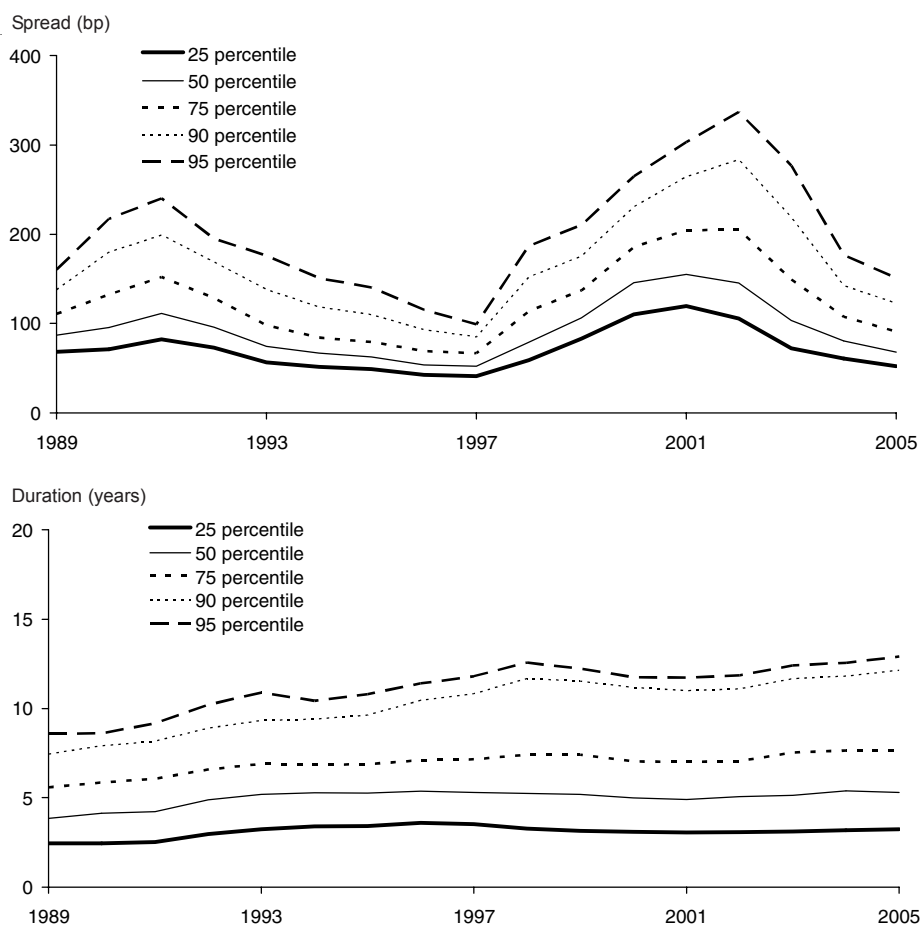 Spread (bp)
400
25 percentile
50 percentile
75 percentile
90 percentile
95 percentile
300
200
100
0
1989
1993
1997
2001
2005
Duration (years)
20
25 percentile
50 percentile
75 percentile
90 percentile
95 percentile
15
10
5
0
1989
1993
1997
2001
2005